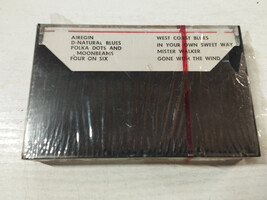 AIREGIN
D-NATURAL BLUES
POLKA DOTS AND
MOONBEANS
FOUR ON SIX
WEST COAST BLUES
IN YOUR OWN SWEET WAY
MISTER WALKER
GONE WITH THE WIND